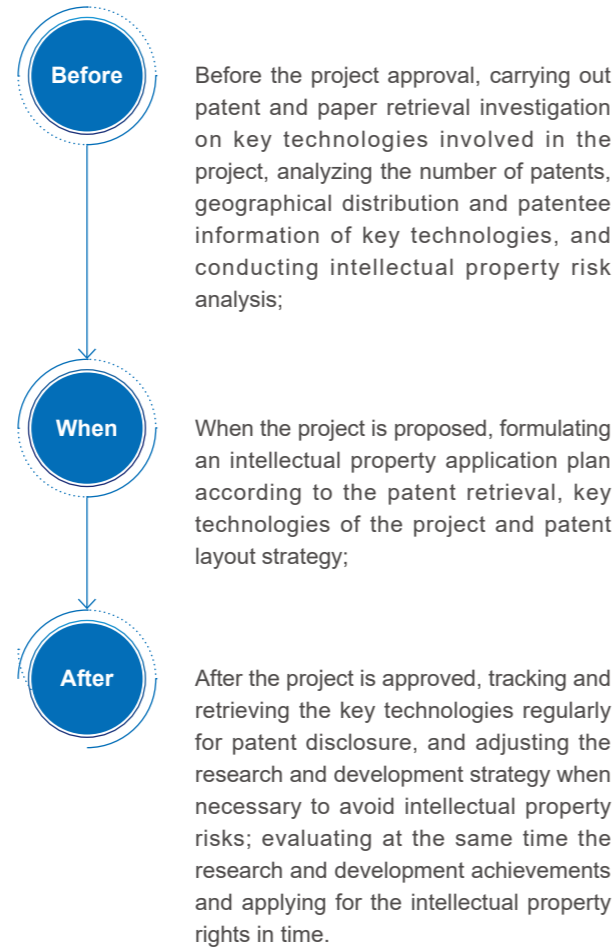 Before
Before the project approval, carrying out
patent and paper retrieval investigation
on key technologies involved in the
project, analyzing the number of patents,
geographical distribution and patentee
information of key technologies, and
conducting intellectual property risk
analysis;
When
When the project is proposed, formulating
an intellectual property application plan
according to the patent retrieval, key
technologies of the project and patent
layout strategy;
After
After the project is approved, tracking and
retrieving the key technologies regularly
for patent disclosure, and adjusting the
research and development strategy when
necessary to avoid intellectual property
risks; evaluating at the same time the
research and development achievements
and applying for the intellectual property
rights in time.